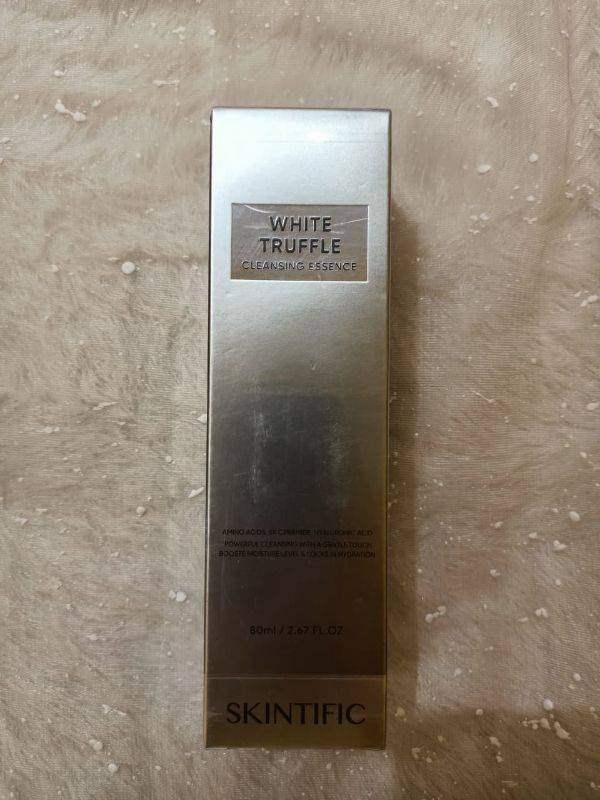 WHITE
TRUFFLE
CLEANSING ESSENCE
AMINO ACIDS, 5X CERAMIDE, HYALURONIC ACID
POWERFUL CLEANSING WITH A GENTLE TOUCH
BOOSTS MOISTURE LEVEL & LOCKS IN HYDRATION
80ml / 2.67 FL.OZ
SKINTIFIC